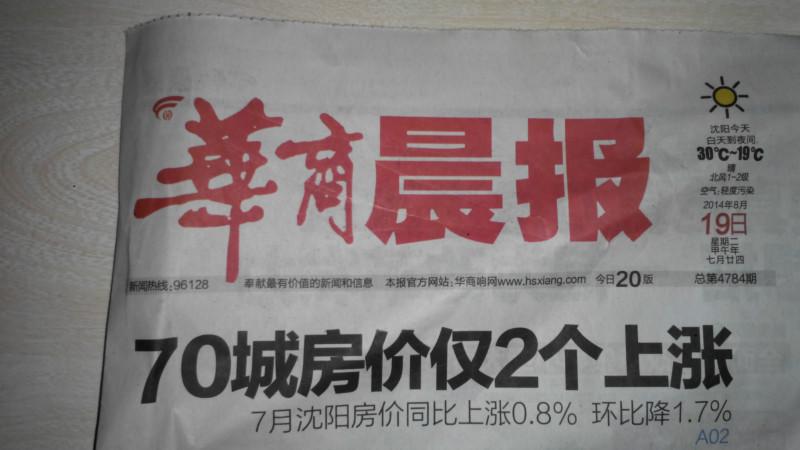 華商晨报
沈阳今天
白天到夜间
30℃~19℃
晴
北风1~2级
空气:轻度污染
2014年8月
19日
星期二
甲午年
七月廿四
新闻热线:96128 奉献最有价值的新闻和信息 本报官方网站:华商响网www.hsxiang.com 今日20版 总第4784期
70城房价仅2个上涨
7月沈阳房价同比上涨0.8% 环比降1.7%
A02